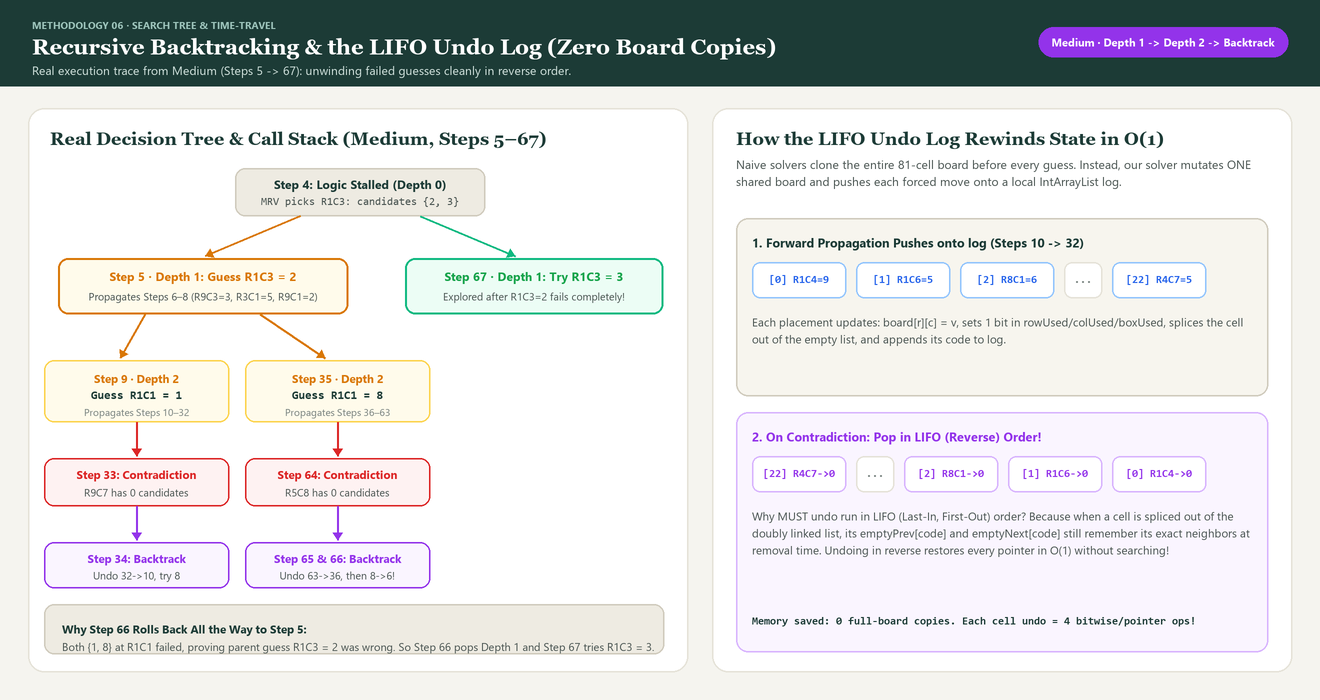 METHODOLOGY 06 · SEARCH TREE & TIME-TRAVEL
Recursive Backtracking & the LIFO Undo Log (Zero Board Copies)
Real execution trace from Medium (Steps 5 -> 67): unwinding failed guesses cleanly in reverse order.
Medium · Depth 1 -> Depth 2 -> Backtrack
Real Decision Tree & Call Stack (Medium, Steps 5–67)
Step 4: Logic Stalled (Depth 0)
MRV picks R1C3: candidates {2, 3}
Step 5 · Depth 1: Guess R1C3 = 2
Propagates Steps 6–8 (R9C3=3, R3C1=5, R9C1=2)
Step 67 · Depth 1: Try R1C3 = 3
Explored after R1C3=2 fails completely!
Step 9 · Depth 2
Guess R1C1 = 1
Propagates Steps 10–32
Step 35 · Depth 2
Guess R1C1 = 8
Propagates Steps 36–63
Step 33: Contradiction
R9C7 has 0 candidates
Step 64: Contradiction
R5C8 has 0 candidates
Step 34: Backtrack
Undo 32->10, try 8
Step 65 & 66: Backtrack
Undo 63->36, then 8->6!
Why Step 66 Rolls Back All the Way to Step 5:
Both {1, 8} at R1C1 failed, proving parent guess R1C3 = 2 was wrong. So Step 66 pops Depth 1 and Step 67 tries R1C3 = 3.
How the LIFO Undo Log Rewinds State in O(1)
Naive solvers clone the entire 81-cell board before every guess. Instead, our solver mutates ONE
shared board and pushes each forced move onto a local IntArrayList log.
1. Forward Propagation Pushes onto log (Steps 10 -> 32)
[0] R1C4=9
[1] R1C6=5
[2] R8C1=6
...
[22] R4C7=5
Each placement updates: board[r][c] = v, sets 1 bit in rowUsed/colUsed/boxUsed, splices the cell
out of the empty list, and appends its code to log.
2. On Contradiction: Pop in LIFO (Reverse) Order!
[22] R4C7->0
...
[2] R8C1->0
[1] R1C6->0
[0] R1C4->0
Why MUST undo run in LIFO (Last-In, First-Out) order? Because when a cell is spliced out of the
doubly linked list, its emptyPrev[code] and emptyNext[code] still remember its exact neighbors at
removal time. Undoing in reverse restores every pointer in O(1) without searching!
Memory saved: 0 full-board copies. Each cell undo = 4 bitwise/pointer ops!